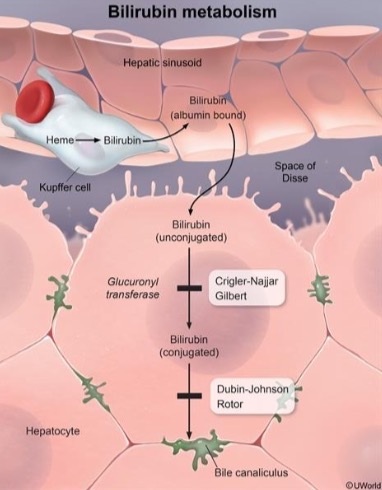 Bilirubin metabolism
Hepatic sinusoid
Bilirubin
(albumin bound)
Heme
Bilirubin
Kupffer cell
Space of
Disse
Bilirubin
(unconjugated)
Glucuronyl
transferase
Crigler-Najjar
Gilbert
Bilirubin
(conjugated)
Dubin-Johnson
Rotor
Hepatocyte
Bile canaliculus
©UWorld